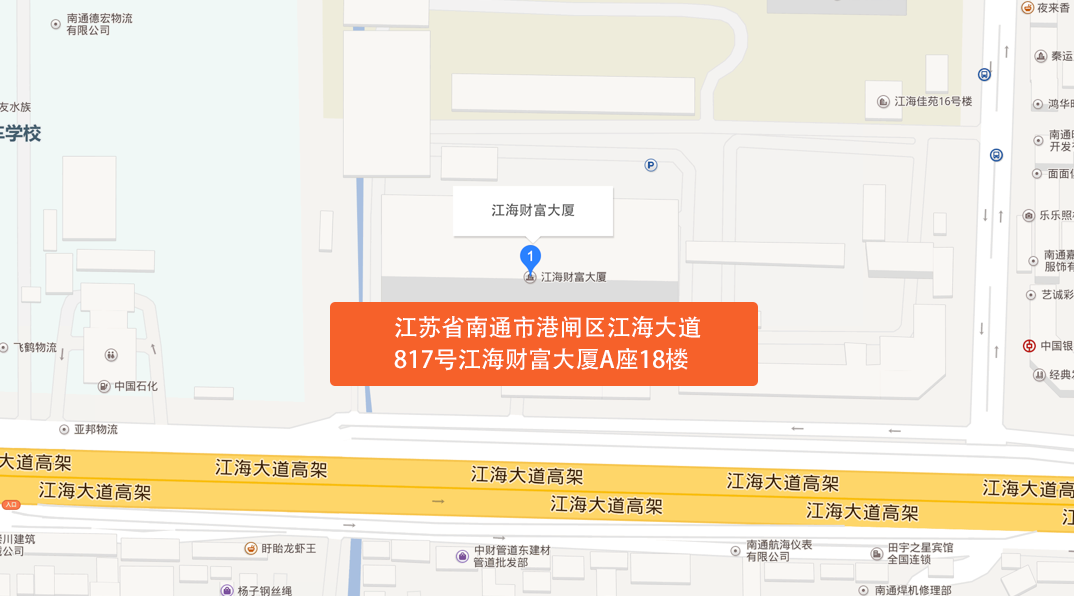 南通德宏物流
有限公司
夜来香
友水族
车学校
秦运
江海佳苑16号楼
鸿华
南通
开发
P
面面
乐乐照
江海财富大厦
1
江海财富大厦
南通嘉
服饰有
艺诚彩
江苏省南通市港闸区江海大道
817号江海财富大厦A座18楼
飞鹤物流
中国石化
中国银
经典
亚邦物流
大道高架
江海大道高架
江海大道高架
江海大道高架
江海大道高
江海大道高架
江海大道高架
江海大道高架
江
入口
川建筑
公司
盱眙龙虾王
中财管道东建材
管道批发部
南通航海仪表
有限公司
田宇之星宾馆
全国连锁
杨子钢丝绳
南通焊机修理部